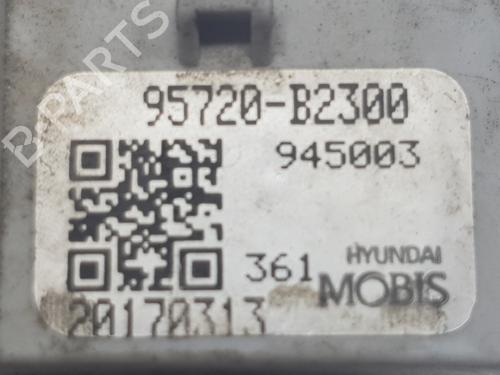 B-PARTS
95720-B2300
945003
361
HYUNDAI
MOBIS
20170313